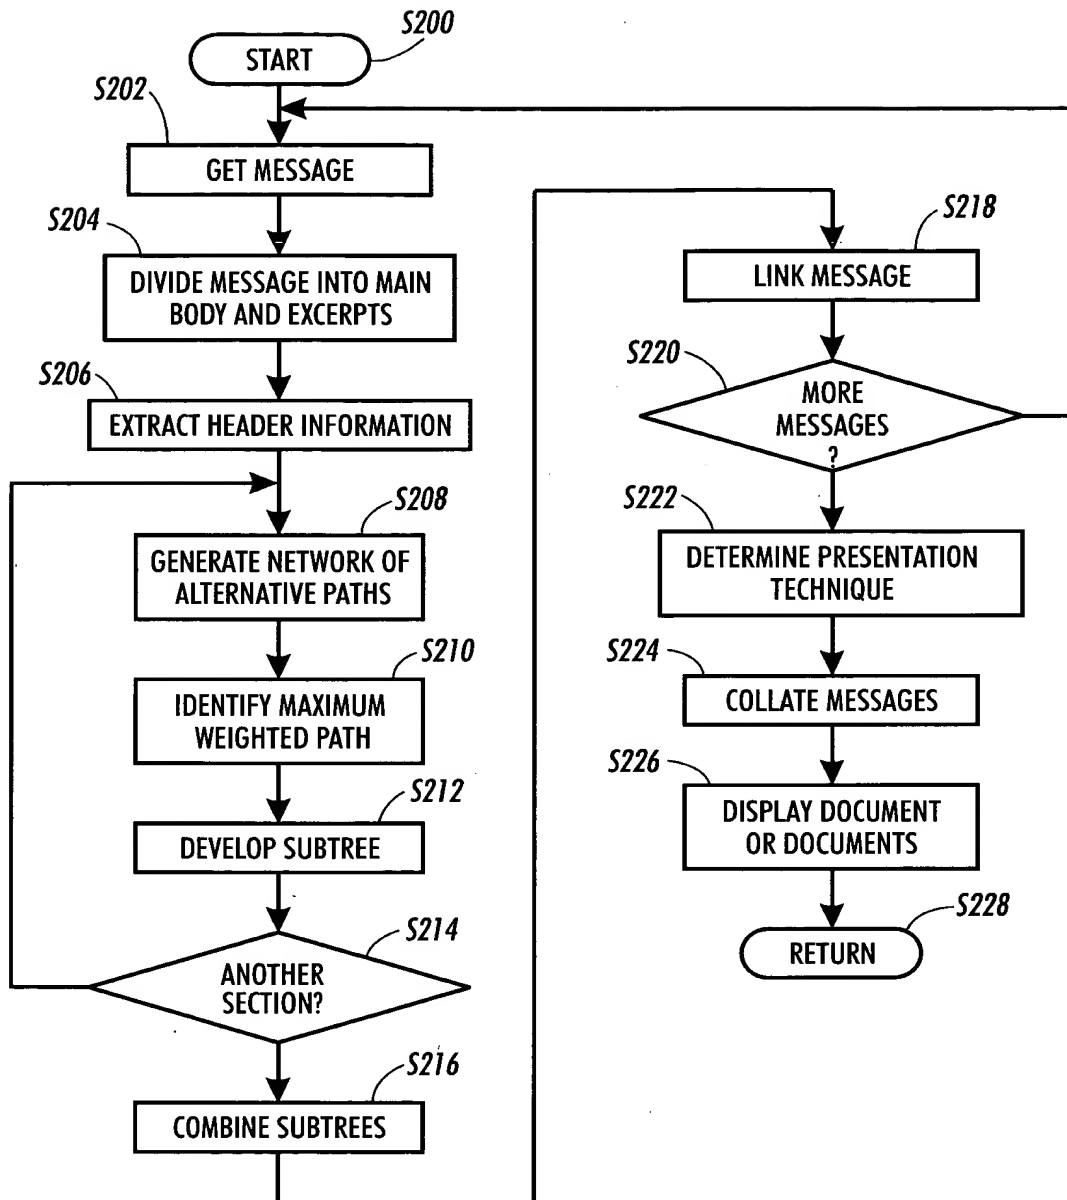 S200
START
S202
GET MESSAGE
S204
DIVIDE MESSAGE INTO MAIN
BODY AND EXCERPTS
S206
EXTRACT HEADER INFORMATION
S208
GENERATE NETWORK OF
ALTERNATIVE PATHS
S210
IDENTIFY MAXIMUM
WEIGHTED PATH
S212
DEVELOP SUBTREE
S214
ANOTHER
SECTION?
S216
COMBINE SUBTREES
S218
LINK MESSAGE
S220
MORE
MESSAGES
?
S222
DETERMINE PRESENTATION
TECHNIQUE
S224
COLLATE MESSAGES
S226
DISPLAY DOCUMENT
OR DOCUMENTS
S228
RETURN